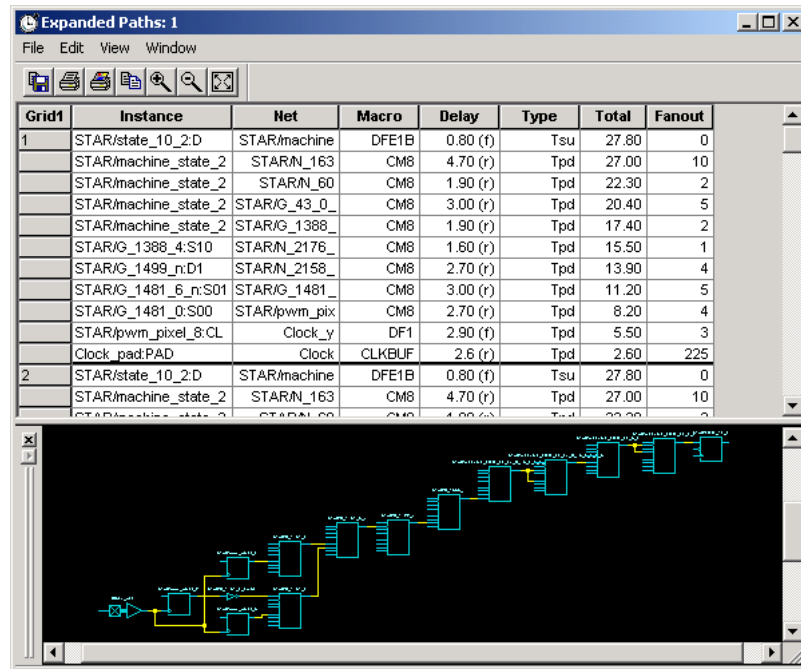 Expanded Paths: 1
File Edit View Window
Grid1 Instance Net Macro Delay Type Total Fanout
1 STAR/state_10_2:D STAR/machine DFE1B 0.80 (f) Tsu 27.80 0
STAR/machine_state_2 STAR/N_163 CM8 4.70 (r) Tpd 27.00 10
STAR/machine_state_2 STAR/N_60 CM8 1.90 (r) Tpd 22.30 2
STAR/machine_state_2 STAR/G_43_0_ CM8 3.00 (r) Tpd 20.40 5
STAR/machine_state_2 STAR/G_1388_ CM8 1.90 (r) Tpd 17.40 2
STAR/G_1388_4:S10 STAR/N_2176_ CM8 1.60 (r) Tpd 15.50 1
STAR/G_1499_n:D1 STAR/N_2158_ CM8 2.70 (r) Tpd 13.90 4
STAR/G_1481_6_n:S01 STAR/G_1481_ CM8 3.00 (r) Tpd 11.20 5
STAR/G_1481_0:S00 STAR/pwm_pix CM8 2.70 (r) Tpd 8.20 4
STAR/pwm_pixel_8:CL Clock_y DF1 2.90 (f) Tpd 5.50 3
Clock_pad:PAD Clock CLKBUF 2.6 (r) Tpd 2.60 225
2 STAR/state_10_2:D STAR/machine DFE1B 0.80 (f) Tsu 27.80 0
STAR/machine_state_2 STAR/N_163 CM8 4.70 (r) Tpd 27.00 10